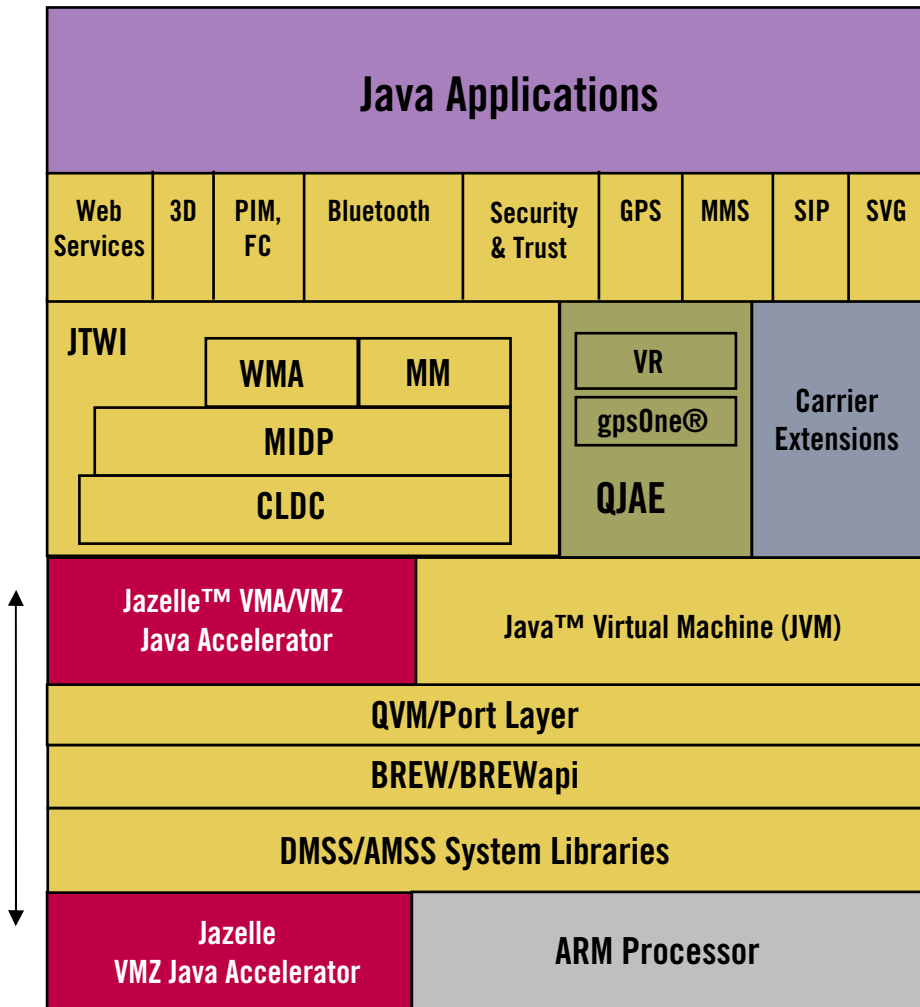 Java Applications
Web
Services
3D
PIM,
FC
Bluetooth
Security
& Trust
GPS
MMS
SIP
SVG
JTWI
WMA
MM
MIDP
CLDC
VR
gpsOne®
QJAE
Carrier
Extensions
Jazelle™ VMA/VMZ
Java Accelerator
Java™ Virtual Machine (JVM)
QVM/Port Layer
BREW/BREWapi
DMSS/AMSS System Libraries
Jazelle
VMZ Java Accelerator
ARM Processor